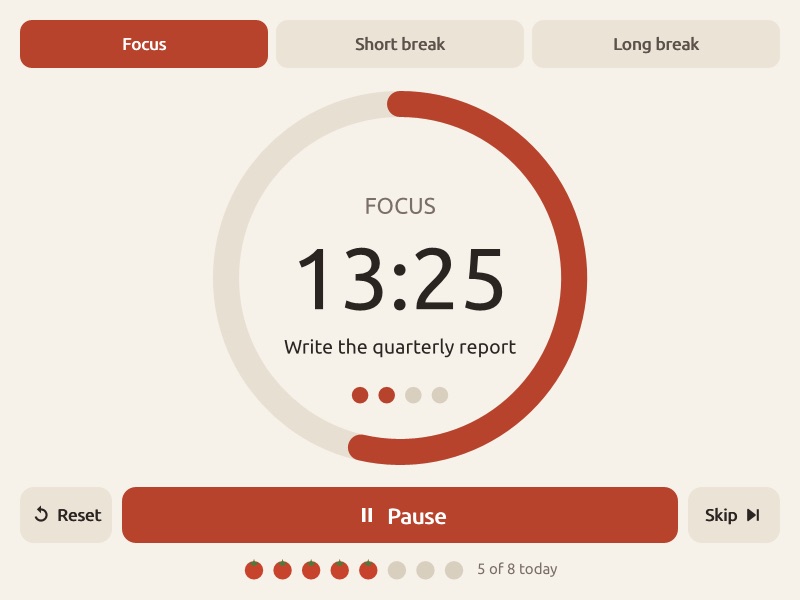 Focus
Short break
Long break
FOCUS
13:25
Write the quarterly report
Reset
Pause
Skip
5 of 8 today